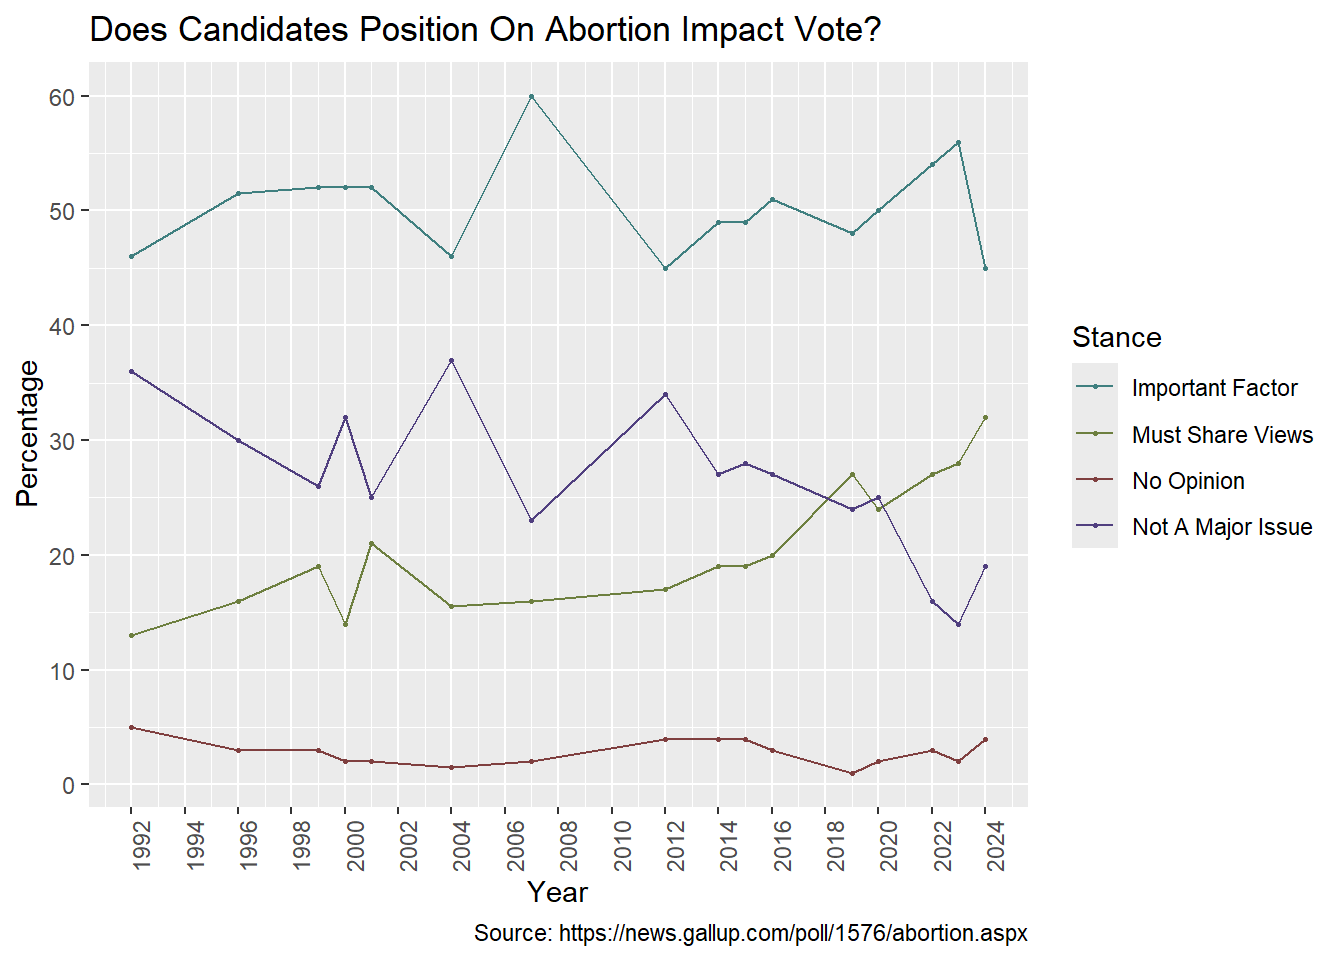 Does Candidates Position On Abortion Impact Vote?
60
50
40
30
20
10
0
Percentage
1992
1994
1996
1998
2000
2002
2004
2006
2008
2010
2012
2014
2016
2018
2020
2022
2024
Year
Stance
Important Factor
Must Share Views
No Opinion
Not A Major Issue
Source: https://news.gallup.com/poll/1576/abortion.aspx